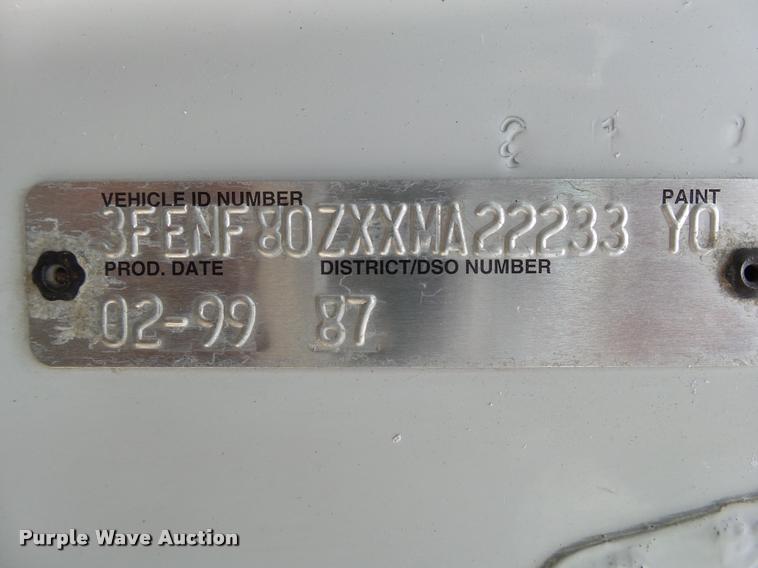 VEHICLE ID NUMBER PAINT
3FENF80ZXXMA22233 YO
PROD. DATE DISTRICT/DSO NUMBER
02-99 87
Purple Wave Auction